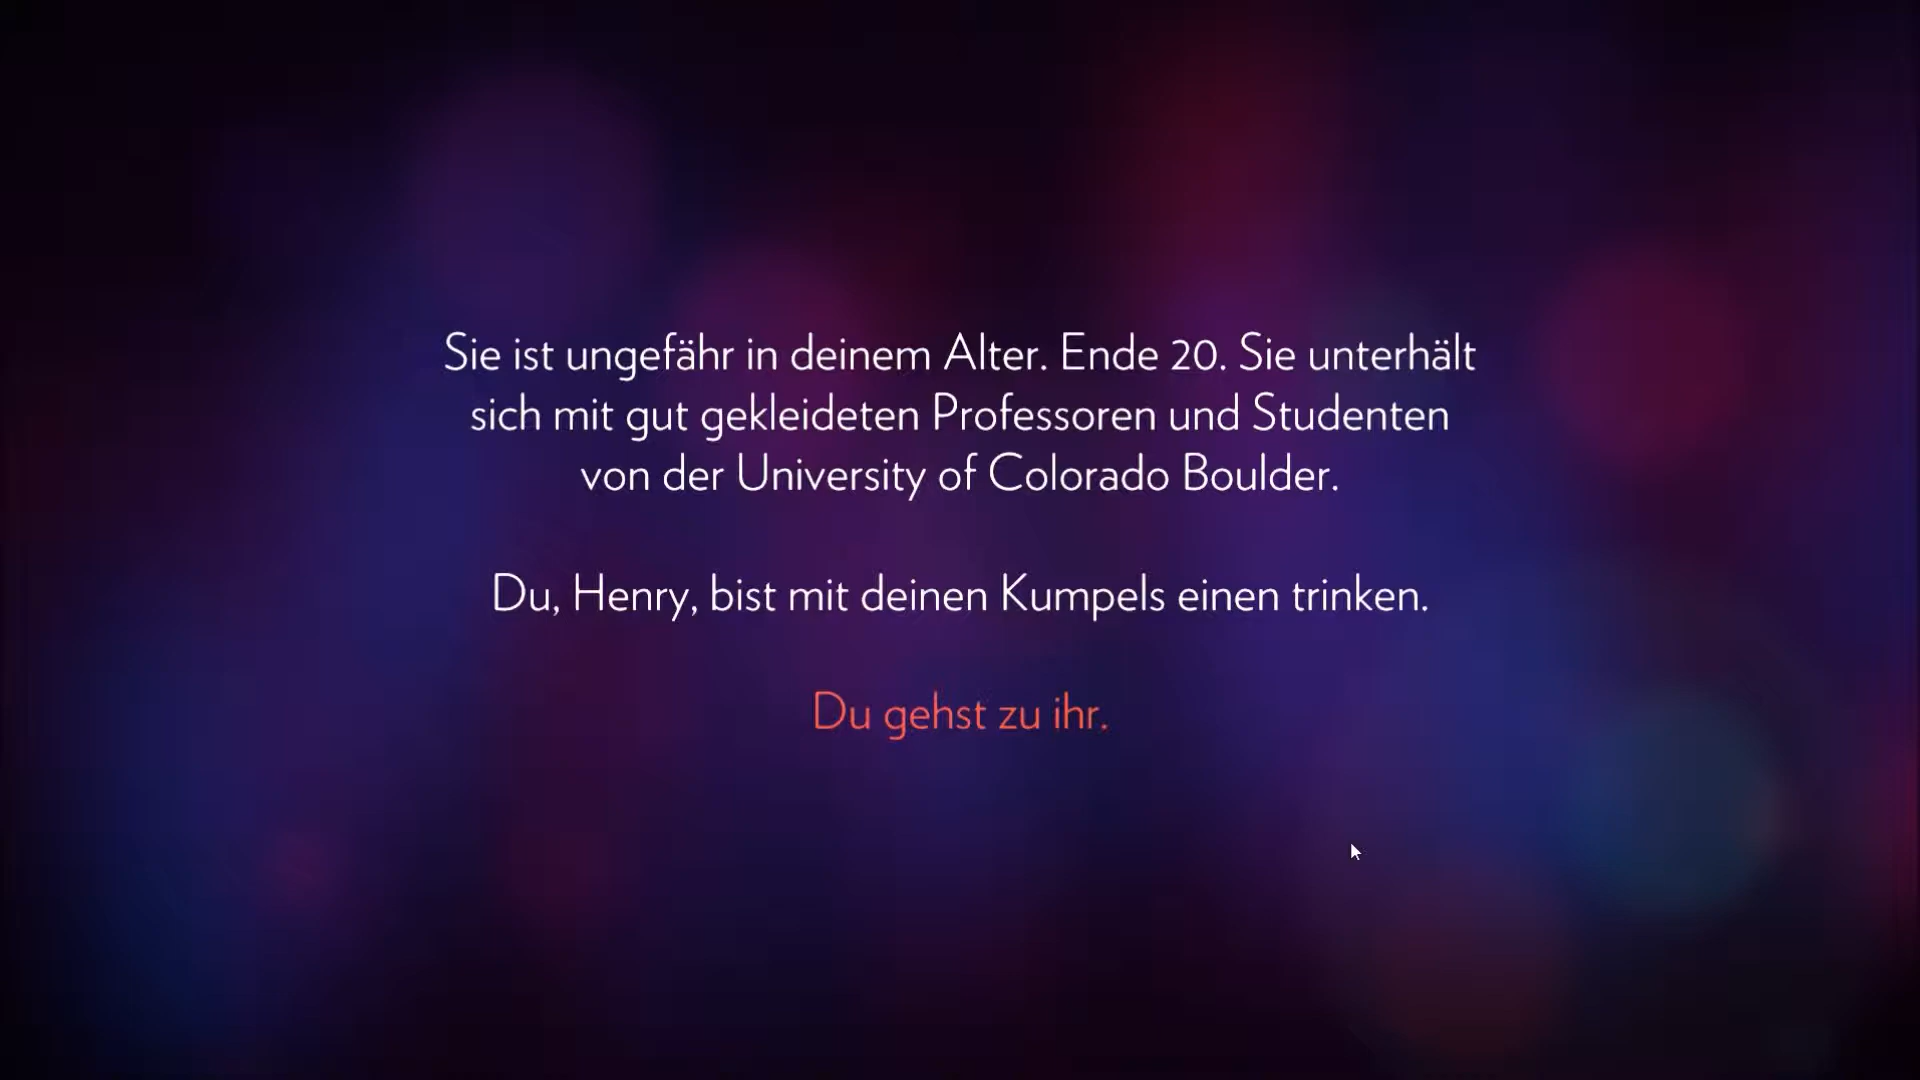 Sie ist ungefähr in deinem Alter. Ende 20. Sie unterhält
sich mit gut gekleideten Professoren und Studenten
von der University of Colorado Boulder.
Du, Henry, bist mit deinen Kumpels einen trinken.
Du gehst zu ihr.